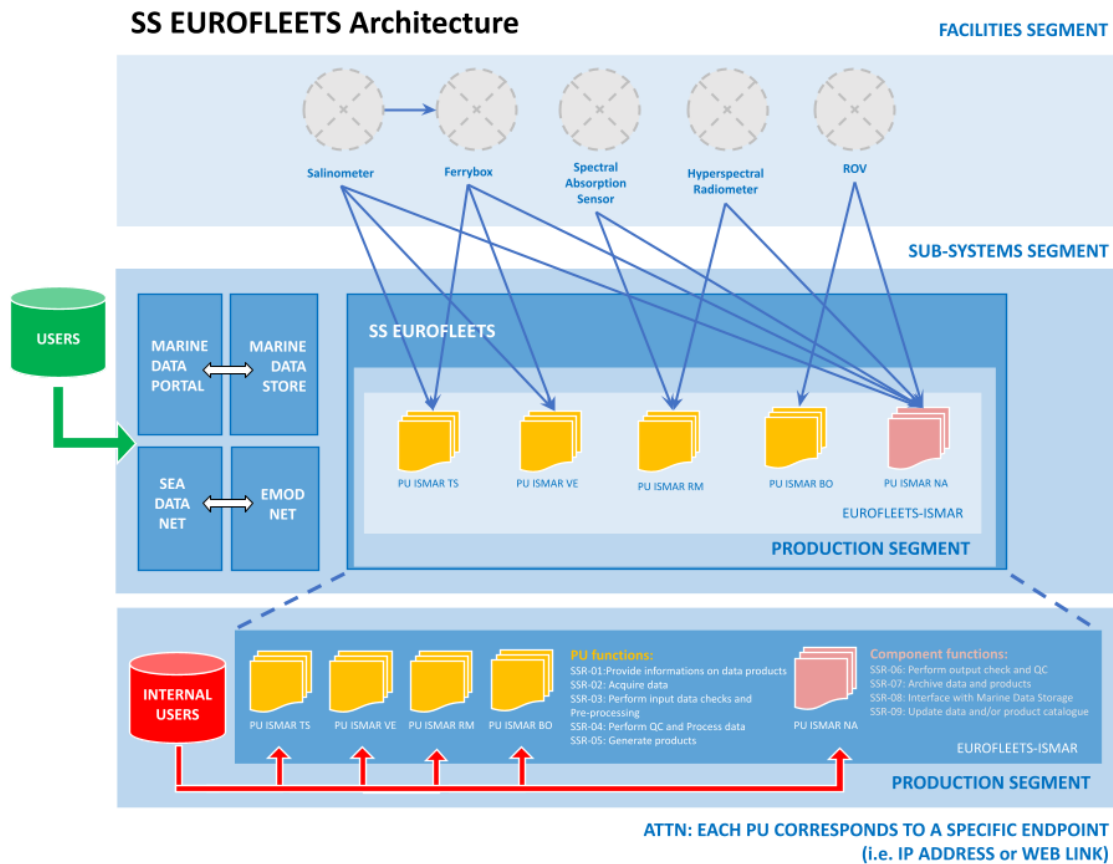 SS EUROFLEETS Architecture
FACILITIES SEGMENT
Salinometer
Ferrybox
Spectral
Absorption
Sensor
Hyperspectral
Radiometer
ROV
SUB-SYSTEMS SEGMENT
USERS
MARINE
DATA
PORTAL
MARINE
DATA
STORE
SEA
DATA
NET
EMOD
NET
SS EUROFLEETS
PU ISMAR TS
PU ISMAR VE
PU ISMAR RM
PU ISMAR BO
PU ISMAR NA
EUROFLEETS-ISMAR
PRODUCTION SEGMENT
INTERNAL
USERS
PU ISMAR TS
PU ISMAR VE
PU ISMAR RM
PU ISMAR BO
PU functions:
SSR-01:Provide informations on data products
SSR-02: Acquire data
SSR-03: Perform input data checks and
Pre-processing
SSR-04: Perform QC and Process data
SSR-05: Generate products
PU ISMAR NA
Component functions:
SSR-06: Perform output check and QC
SSR-07: Archive data and products
SSR-08: Interface with Marine Data Storage
SSR-09: Update data and/or product catalogue
EUROFLEETS-ISMAR
PRODUCTION SEGMENT
ATTN: EACH PU CORRESPONDS TO A SPECIFIC ENDPOINT
(i.e. IP ADDRESS or WEB LINK)